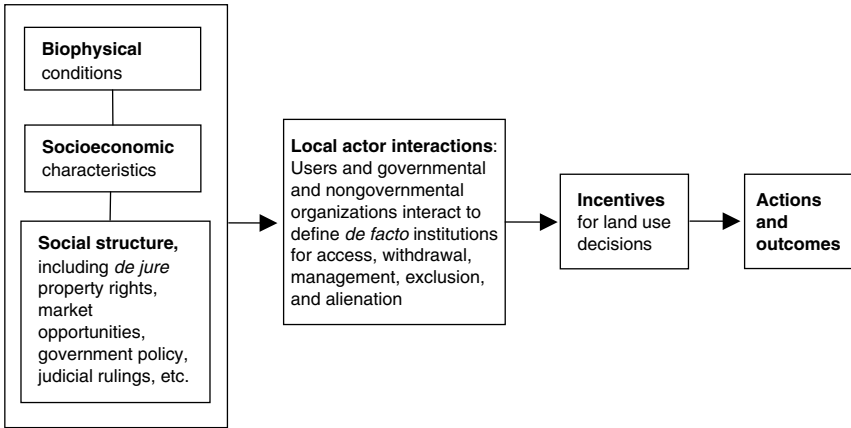 Biophysical
conditions
Socioeconomic
characteristics
Social structure,
including de jure
property rights,
market
opportunities,
government policy,
judicial rulings, etc.
Local actor interactions:
Users and governmental
and nongovernmental
organizations interact to
define de facto institutions
for access, withdrawal,
management, exclusion,
and alienation
Incentives
for land use
decisions
Actions
and
outcomes